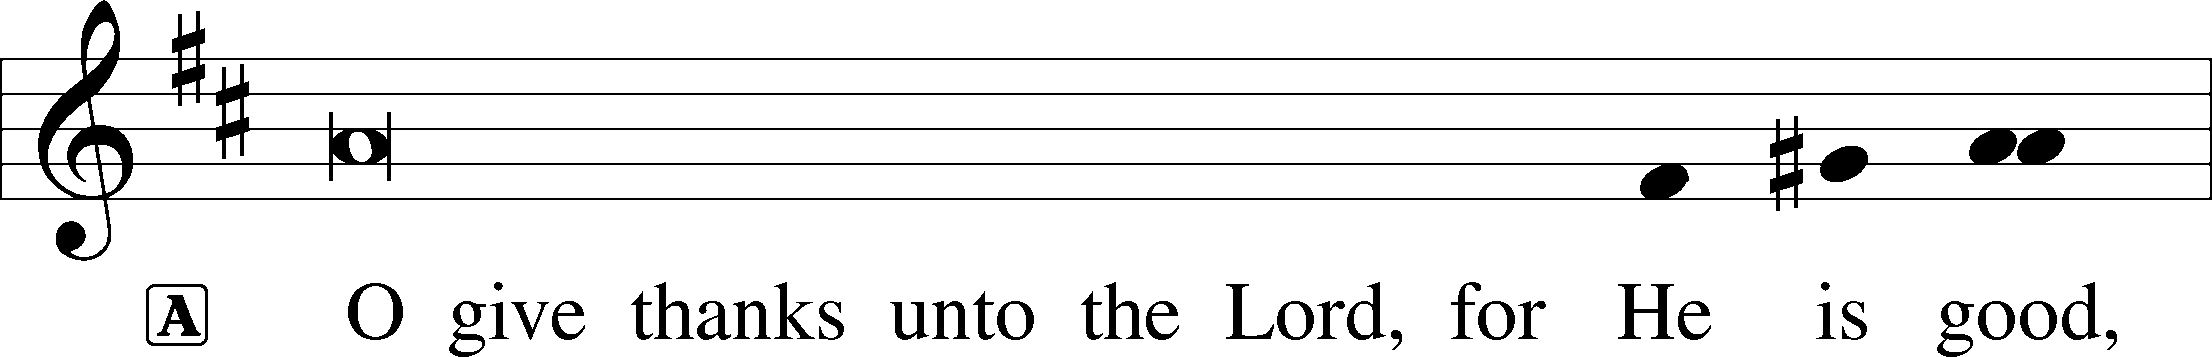 A O give thanks unto the Lord, for He is good,